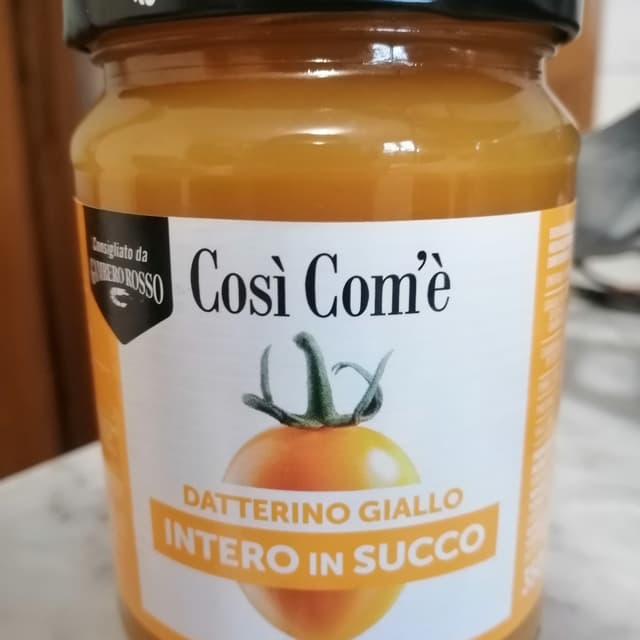 Consigliato da
GAMBERO ROSSO
Così Com'è
DATTERINO GIALLO
INTERO IN SUCCO